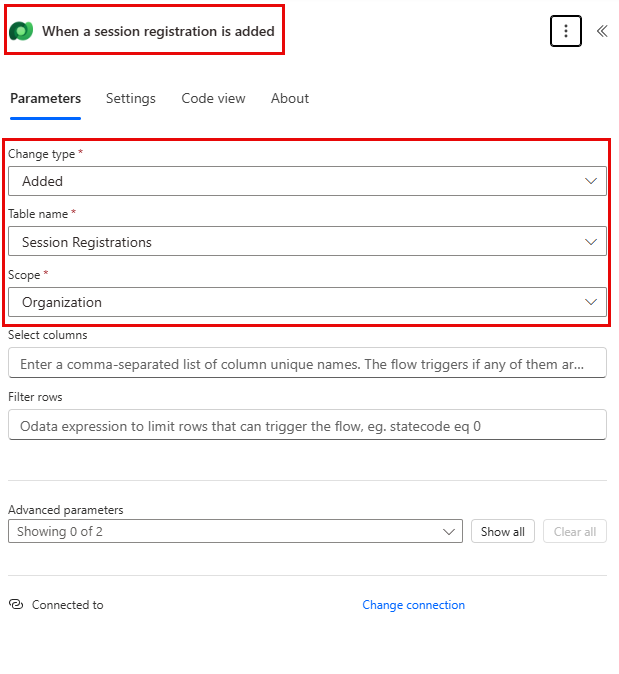 When a session registration is added
Parameters Settings Code view About
Change type *
Added
Table name *
Session Registrations
Scope *
Organization
Select columns
Enter a comma-separated list of column unique names. The flow triggers if any of them ar...
Filter rows
Odata expression to limit rows that can trigger the flow, eg. statecode eq 0
Advanced parameters
Showing 0 of 2 Show all Clear all
Connected to Change connection